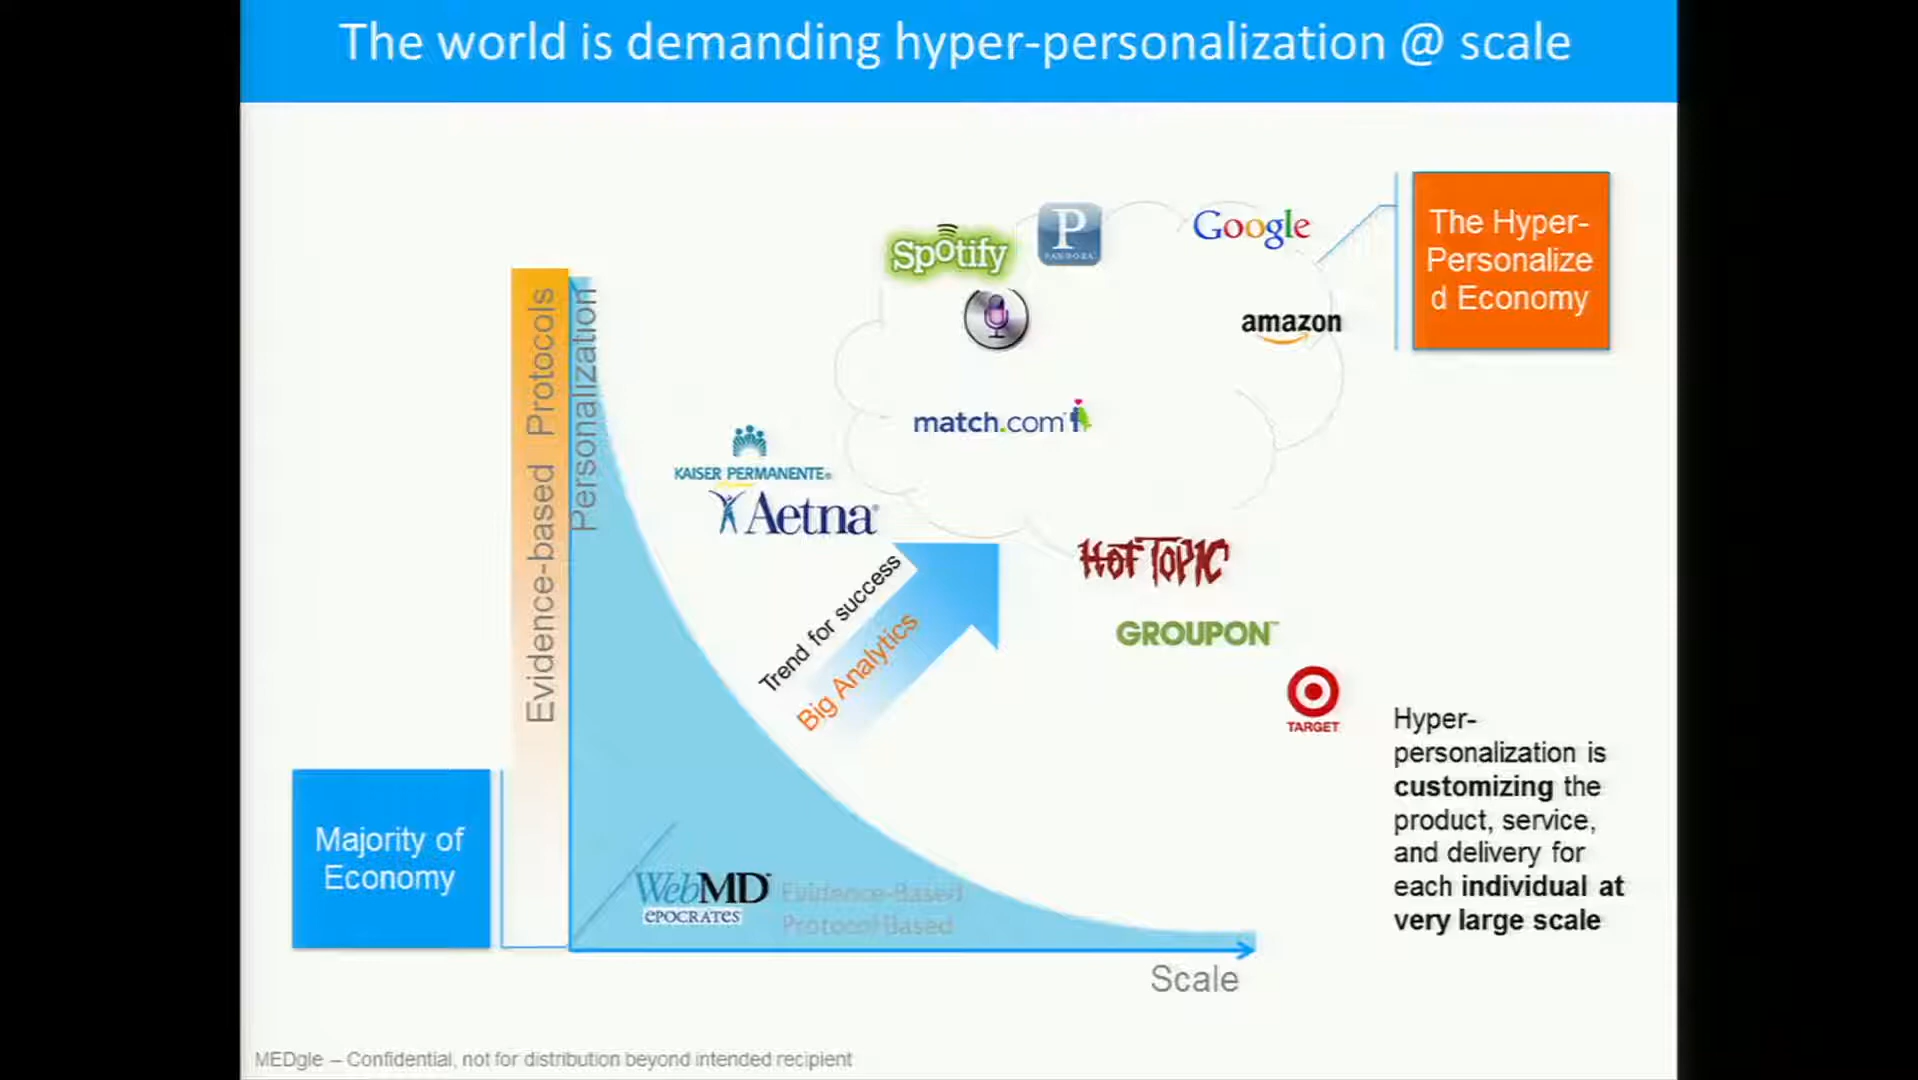 The world is demanding hyper-personalization @ scale
The Hyper-
Personalize
d Economy
Spotify
P
PANDORA
Google
amazon
match.com
KAISER PERMANENTE®
Aetna®
Evidence-based Protocols
Personalization
Trend for success
Big Analytics
HOT TOPIC
GROUPON™
TARGET
Hyper-
personalization is
customizing the
product, service,
and delivery for
each individual at
very large scale
Majority of
Economy
WebMD
epocrates
Evidence-Based
Protocol Based
Scale
MEDgle – Confidential, not for distribution beyond intended recipient